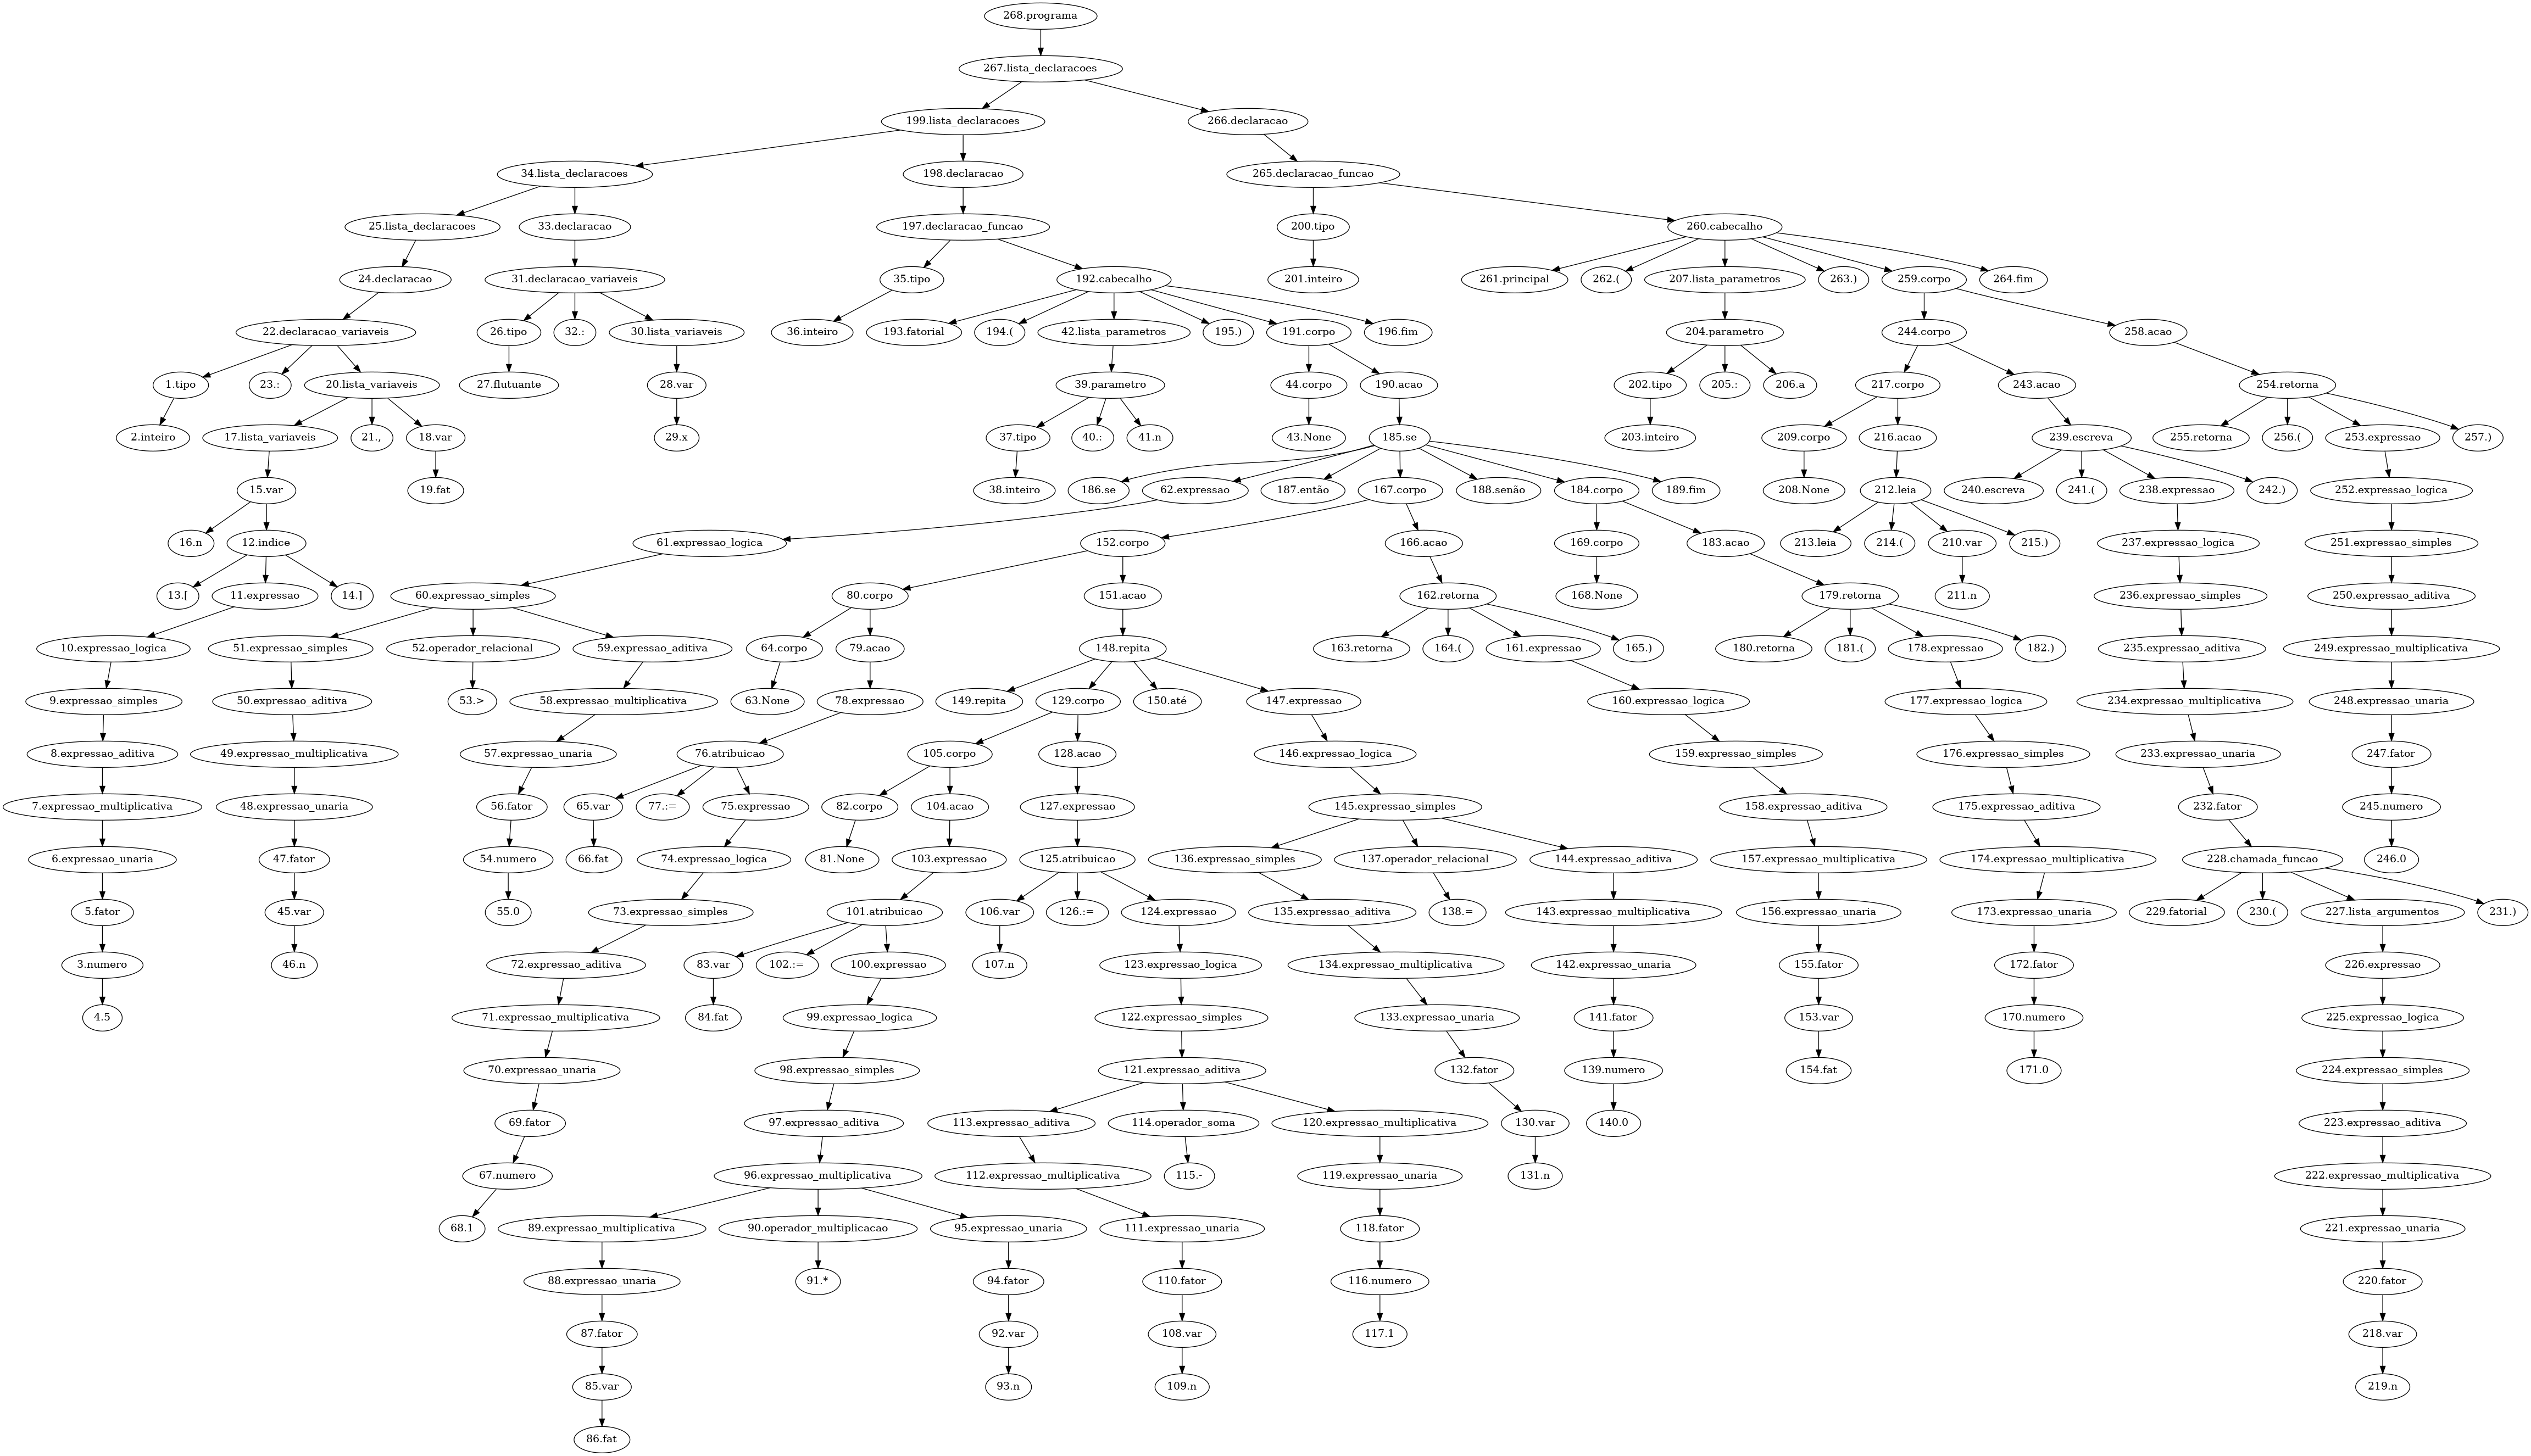 268.programa
267.lista_declaracoes
199.lista_declaracoes 266.declaracao
34.lista_declaracoes 198.declaracao 265.declaracao_funcao
25.lista_declaracoes 33.declaracao 197.declaracao_funcao 200.tipo 260.cabecalho
24.declaracao 31.declaracao_variaveis 35.tipo 192.cabecalho 201.inteiro 261.principal 262.( 207.lista_parametros 263.) 259.corpo 264.fim
22.declaracao_variaveis 26.tipo 32.: 30.lista_variaveis 36.inteiro 193.fatorial 194.( 42.lista_parametros 195.) 191.corpo 196.fim 204.parametro 244.corpo 258.acao
1.tipo 23.: 20.lista_variaveis 27.flutuante 28.var 39.parametro 44.corpo 190.acao 202.tipo 205.: 206.a 217.corpo 243.acao 254.retorna
2.inteiro 17.lista_variaveis 21., 18.var 29.x 37.tipo 40.: 41.n 43.None 185.se 203.inteiro 209.corpo 216.acao 239.escreva 255.retorna 256.( 253.expressao 257.)
15.var 19.fat 38.inteiro 186.se 62.expressao 187.então 167.corpo 188.senão 184.corpo 189.fim 208.None 212.leia 240.escreva 241.( 238.expressao 242.) 252.expressao_logica
16.n 12.indice 61.expressao_logica 152.corpo 166.acao 169.corpo 183.acao 213.leia 214.( 210.var 215.) 237.expressao_logica 251.expressao_simples
13.[ 11.expressao 14.] 60.expressao_simples 80.corpo 151.acao 162.retorna 168.None 179.retorna 211.n 236.expressao_simples 250.expressao_aditiva
10.expressao_logica 51.expressao_simples 52.operador_relacional 59.expressao_aditiva 64.corpo 79.acao 148.repita 163.retorna 164.( 161.expressao 165.) 180.retorna 181.( 178.expressao 182.) 235.expressao_aditiva 249.expressao_multiplicativa
9.expressao_simples 50.expressao_aditiva 53.> 58.expressao_multiplicativa 63.None 78.expressao 149.repita 129.corpo 150.até 147.expressao 160.expressao_logica 177.expressao_logica 234.expressao_multiplicativa 248.expressao_unaria
8.expressao_aditiva 49.expressao_multiplicativa 57.expressao_unaria 76.atribuicao 105.corpo 128.acao 146.expressao_logica 159.expressao_simples 176.expressao_simples 233.expressao_unaria 247.fator
7.expressao_multiplicativa 48.expressao_unaria 56.fator 65.var 77.:= 75.expressao 82.corpo 104.acao 127.expressao 145.expressao_simples 158.expressao_aditiva 175.expressao_aditiva 232.fator 245.numero
6.expressao_unaria 47.fator 54.numero 66.fat 74.expressao_logica 81.None 103.expressao 125.atribuicao 136.expressao_simples 137.operador_relacional 144.expressao_aditiva 157.expressao_multiplicativa 174.expressao_multiplicativa 228.chamada_funcao 246.0
5.fator 45.var 55.0 73.expressao_simples 101.atribuicao 106.var 126.:= 124.expressao 135.expressao_aditiva 138.= 143.expressao_multiplicativa 156.expressao_unaria 173.expressao_unaria 229.fatorial 230.( 227.lista_argumentos 231.)
3.numero 46.n 72.expressao_aditiva 83.var 102.:= 100.expressao 107.n 123.expressao_logica 134.expressao_multiplicativa 142.expressao_unaria 155.fator 172.fator 226.expressao
4.5 71.expressao_multiplicativa 84.fat 99.expressao_logica 122.expressao_simples 133.expressao_unaria 141.fator 153.var 170.numero 225.expressao_logica
70.expressao_unaria 98.expressao_simples 121.expressao_aditiva 132.fator 139.numero 154.fat 171.0 224.expressao_simples
69.fator 97.expressao_aditiva 113.expressao_aditiva 114.operador_soma 120.expressao_multiplicativa 130.var 140.0 223.expressao_aditiva
67.numero 96.expressao_multiplicativa 112.expressao_multiplicativa 115.- 119.expressao_unaria 131.n 222.expressao_multiplicativa
68.1 89.expressao_multiplicativa 90.operador_multiplicacao 95.expressao_unaria 111.expressao_unaria 118.fator 221.expressao_unaria
88.expressao_unaria 91.* 94.fator 110.fator 116.numero 220.fator
87.fator 92.var 108.var 117.1 218.var
85.var 93.n 109.n 219.n
86.fat